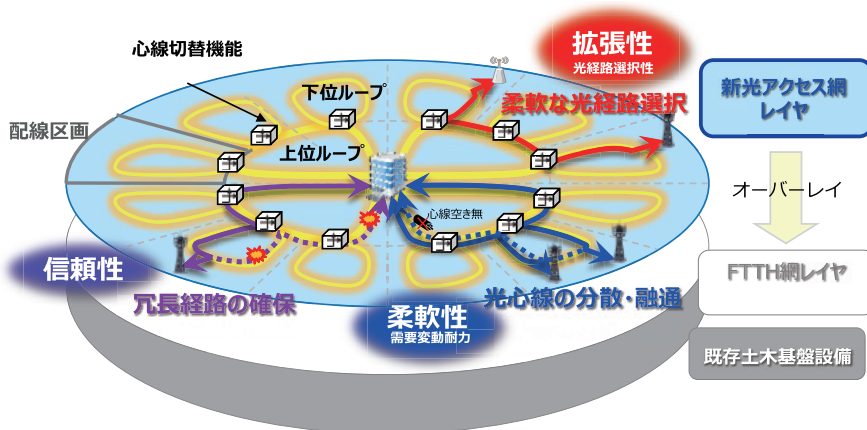 拡張性
光経路選択性
心線切替機能
下位ループ
柔軟な光経路選択
新光アクセス網
レイヤ
配線区画
上位ループ
オーバーレイ
心線空き無
信頼性
冗長経路の確保
柔軟性
需要変動耐力
光心線の分散・融通
FTTH網レイヤ
既存土木基盤設備